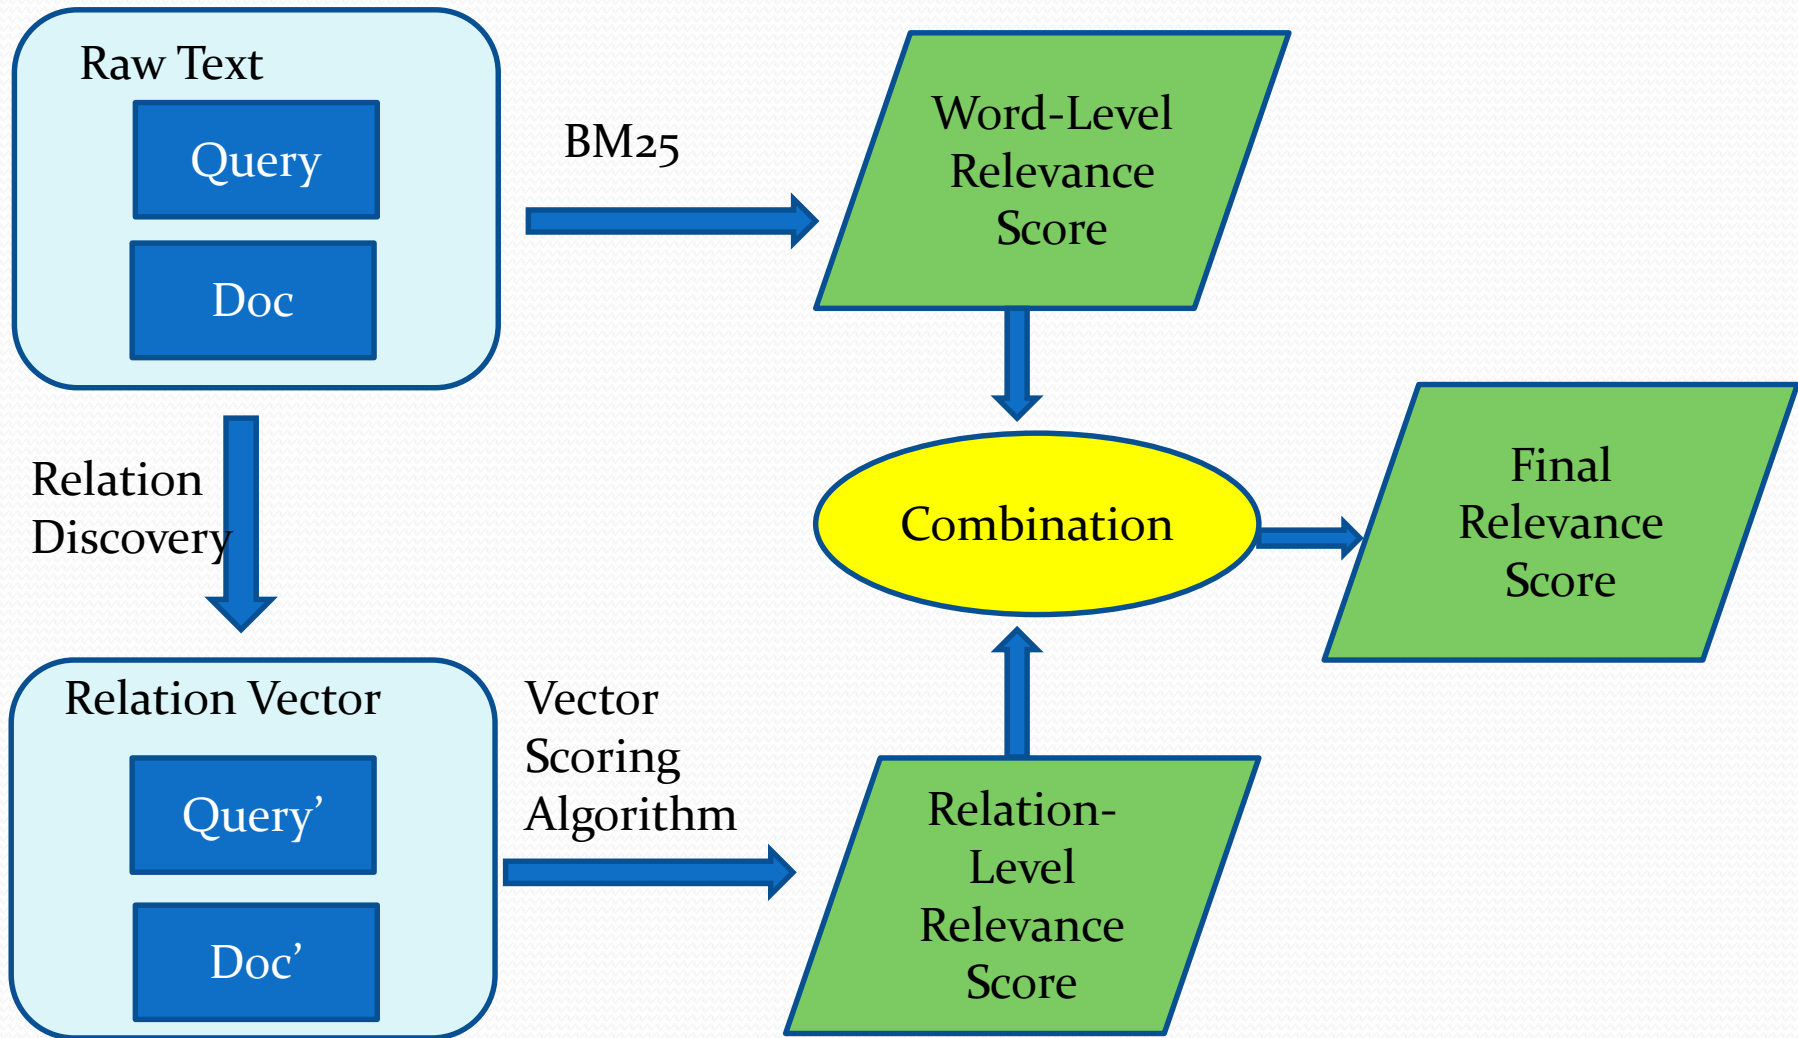 Raw Text
Query
Doc
BM25
Word-Level
Relevance
Score
Relation
Discovery
Combination
Final
Relevance
Score
Relation Vector
Query’
Doc’
Vector
Scoring
Algorithm
Relation-
Level
Relevance
Score